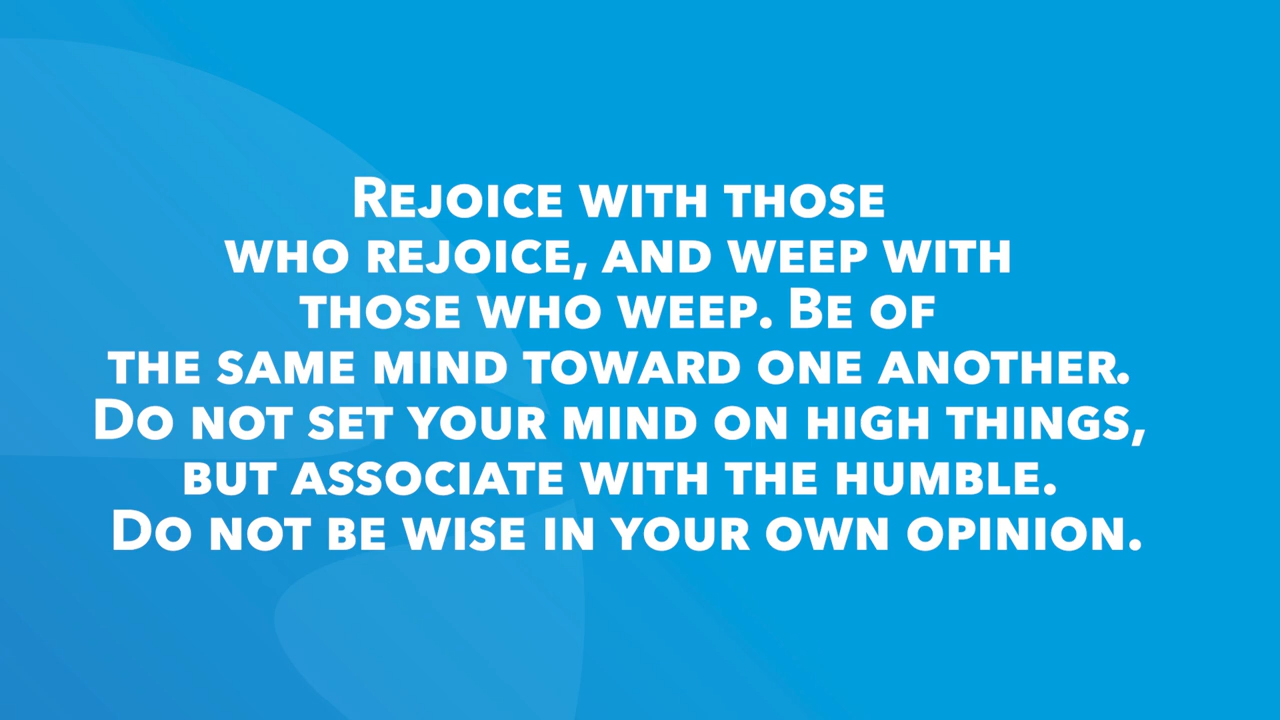 Rejoice with those
who rejoice, and weep with
those who weep. Be of
the same mind toward one another.
Do not set your mind on high things,
but associate with the humble.
Do not be wise in your own opinion.